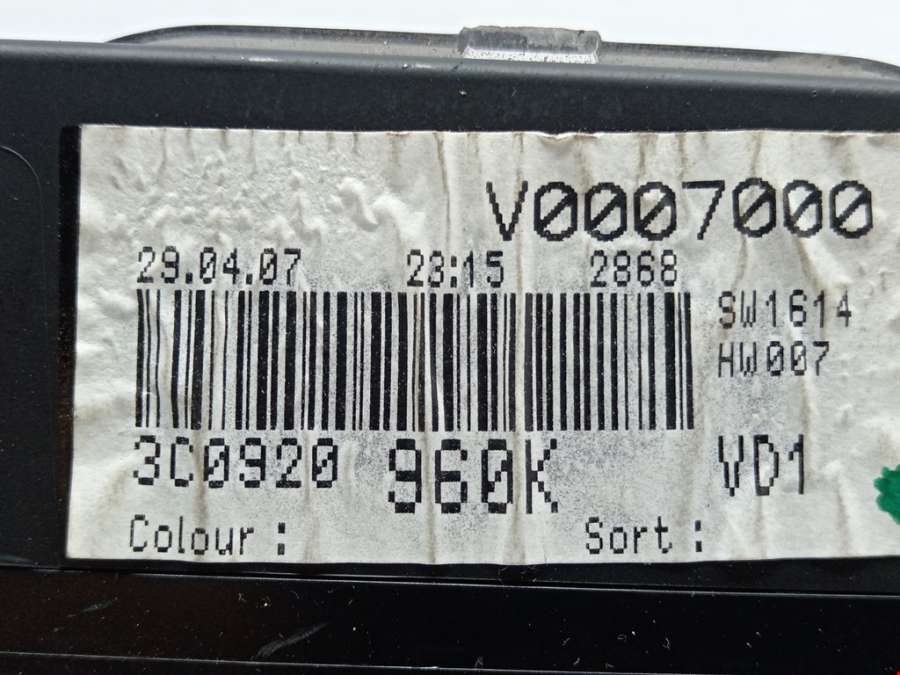 V0007000
29.04.07 23:15 2868
SW1614
HW007
3C0920 960K VD1
Colour : Sort :